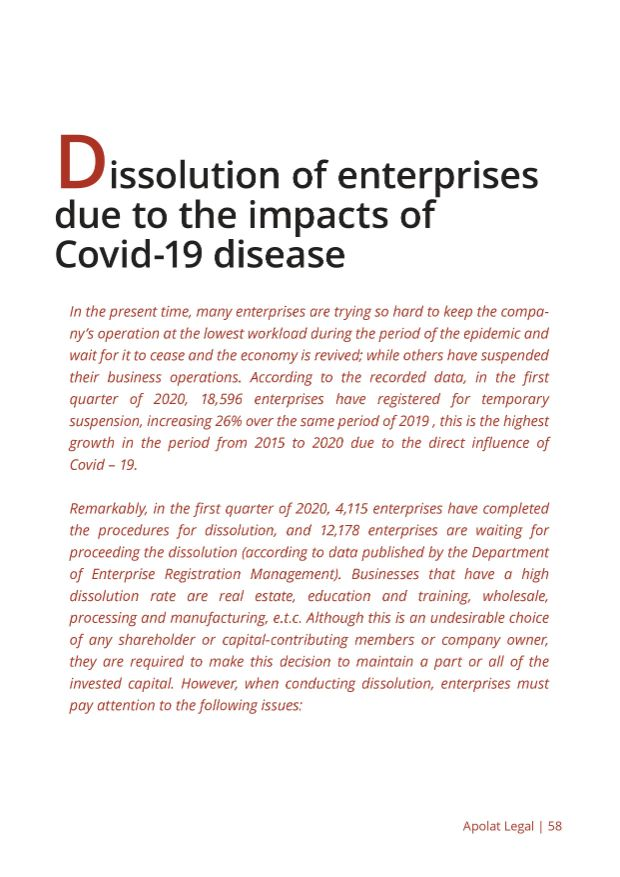 Dissolution of enterprises
due to the impacts of
Covid-19 disease
In the present time, many enterprises are trying so hard to keep the compa-
ny's operation at the lowest workload during the period of the epidemic and
wait for it to cease and the economy is revived; while others have suspended
their business operations. According to the recorded data, in the first
quarter of 2020, 18,596 enterprises have registered for temporary
suspension, increasing 26% over the same period of 2019 , this is the highest
growth in the period from 2015 to 2020 due to the direct influence of
Covid – 19.
Remarkably, in the first quarter of 2020, 4,115 enterprises have completed
the procedures for dissolution, and 12,178 enterprises are waiting for
proceeding the dissolution (according to data published by the Department
of Enterprise Registration Management). Businesses that have a high
dissolution rate are real estate, education and training, wholesale,
processing and manufacturing, e.t.c. Although this is an undesirable choice
of any shareholder or capital-contributing members or company owner,
they are required to make this decision to maintain a part or all of the
invested capital. However, when conducting dissolution, enterprises must
pay attention to the following issues:
Apolat Legal | 58